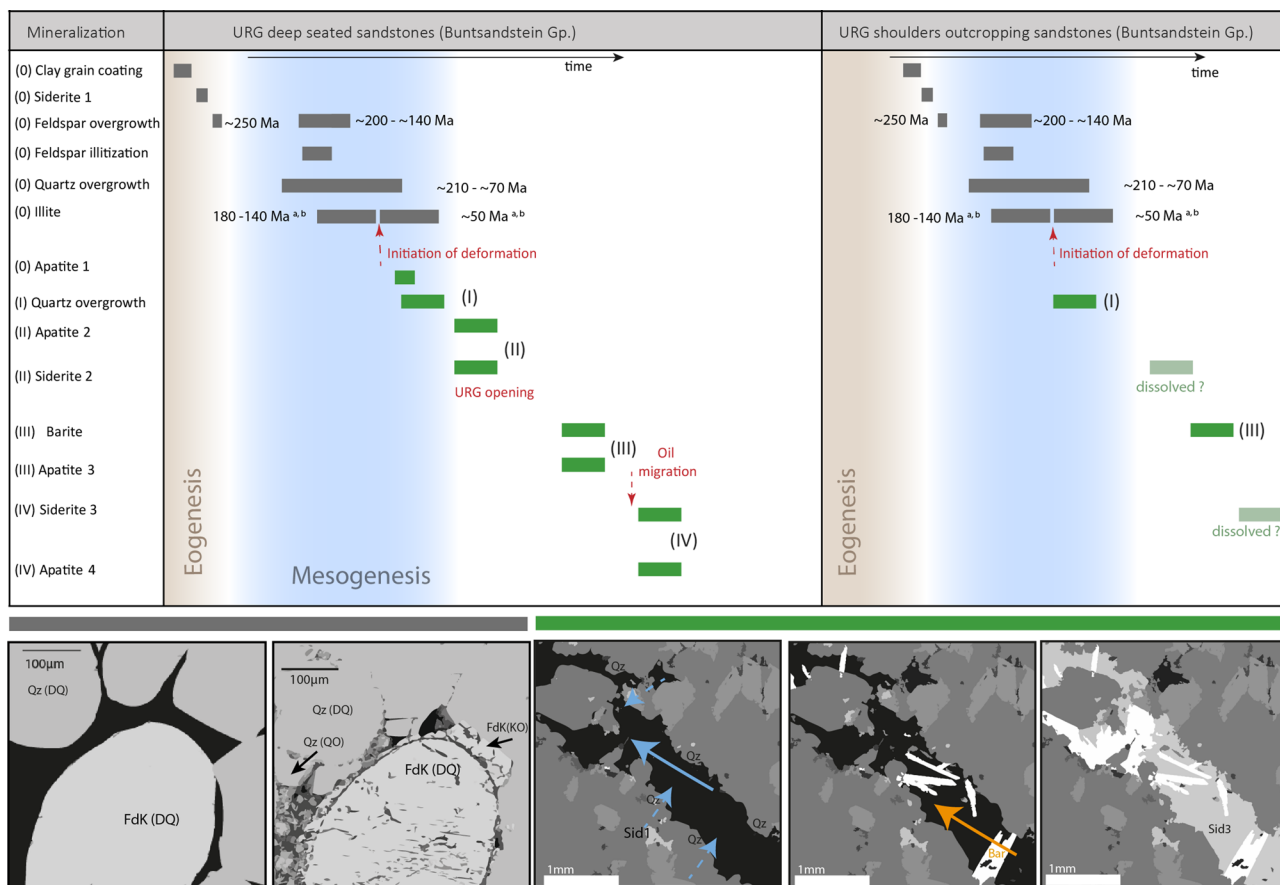 Mineralization
URG deep seated sandstones (Buntsandstein Gp.)
URG shoulders outcropping sandstones (Buntsandstein Gp.)
time
time
(0) Clay grain coating
(0) Siderite 1
(0) Feldspar overgrowth
~250 Ma
~200 - ~140 Ma
~250 Ma
~200 - ~140 Ma
(0) Feldspar illitization
(0) Quartz overgrowth
~210 - ~70 Ma
~210 - ~70 Ma
(0) Illite
180 -140 Ma a, b
~50 Ma a, b
180 -140 Ma a, b
~50 Ma a, b
Initiation of deformation
Initiation of deformation
(0) Apatite 1
(I) Quartz overgrowth
(I)
(I)
(II) Apatite 2
(II)
(II) Siderite 2
URG opening
dissolved ?
(III) Barite
(III)
(III)
(III) Apatite 3
Oil
migration
(IV) Siderite 3
dissolved ?
(IV)
(IV) Apatite 4
Eogenesis
Mesogenesis
Eogenesis
100µm
Qz (DQ)
FdK (DQ)
100µm
Qz (DQ)
Qz (QO)
FdK(KO)
FdK (DQ)
Qz
Qz
Qz
Sid1
Qz
Qz
1mm
Bar
1mm
Sid3
1mm